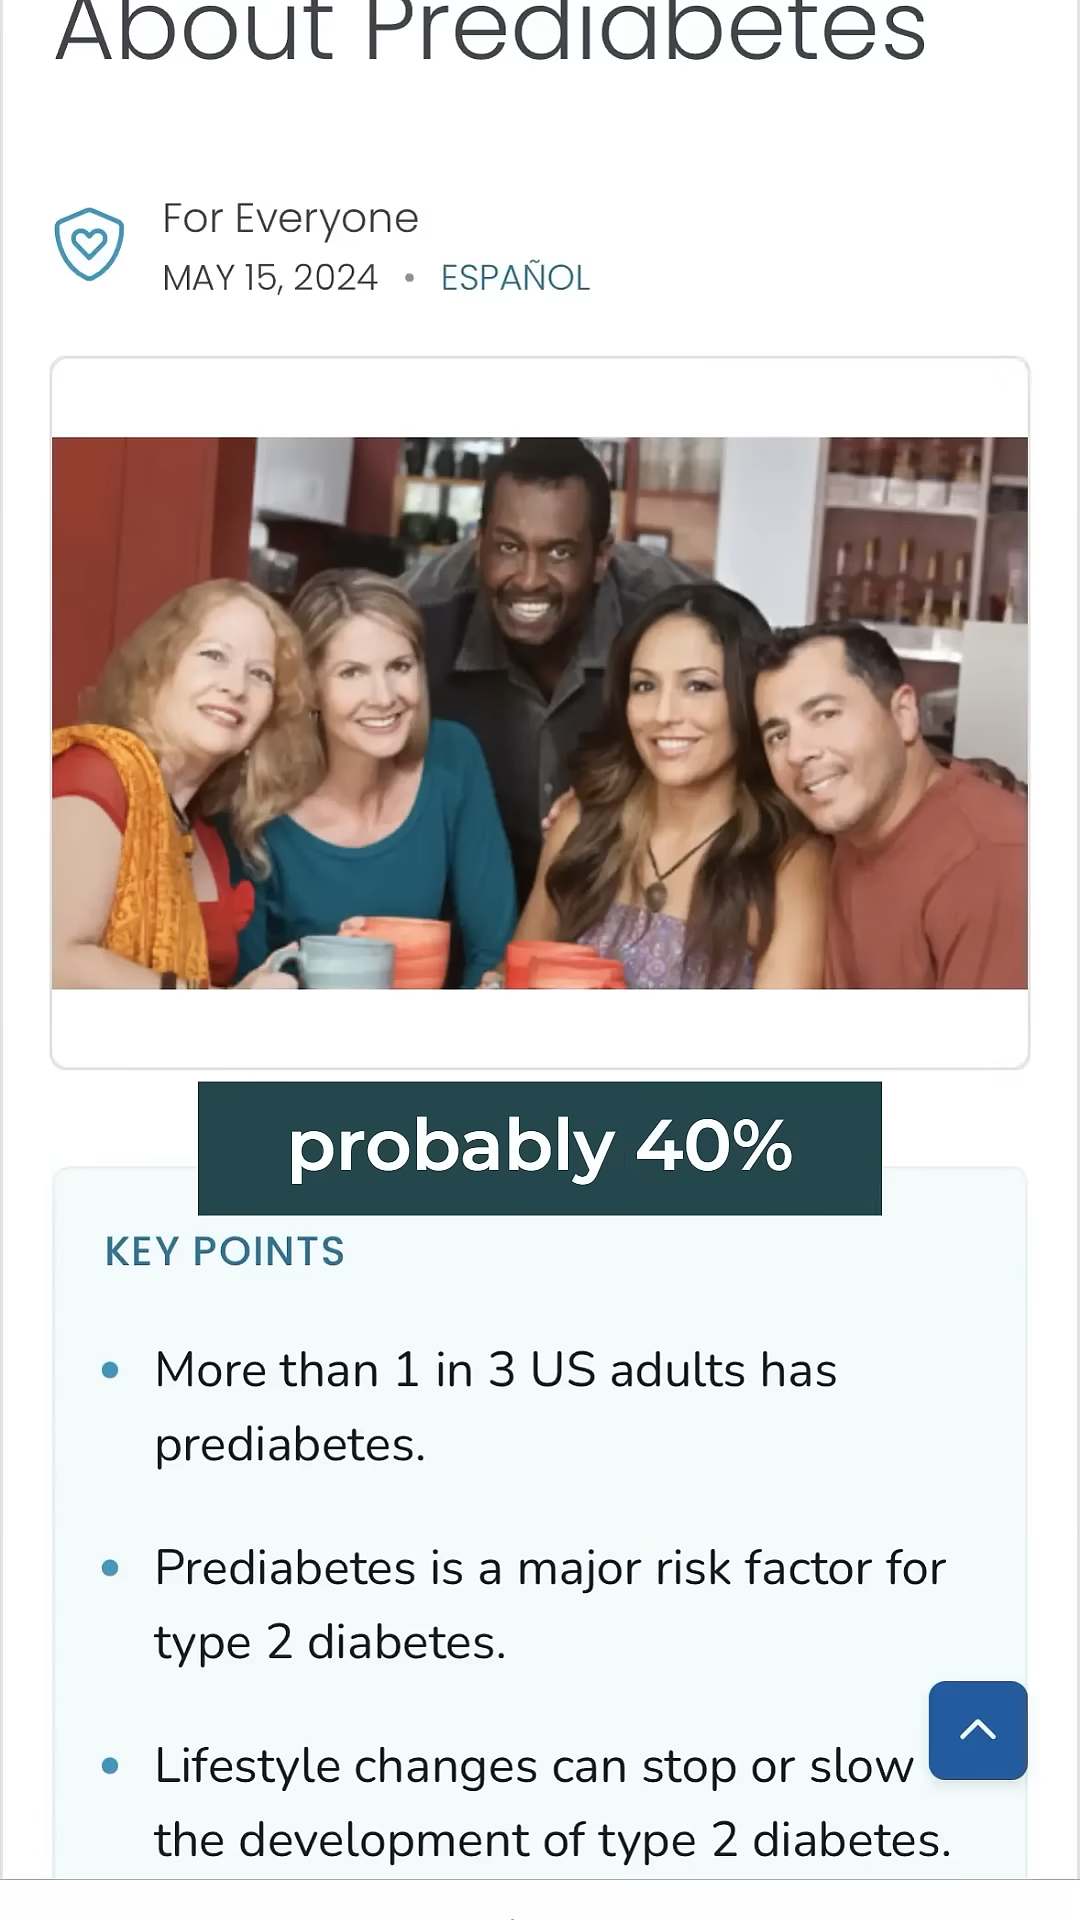 About Prediabetes
For Everyone
MAY 15, 2024 • ESPAÑOL
probably 40%
KEY POINTS
• More than 1 in 3 US adults has
prediabetes.
• Prediabetes is a major risk factor for
type 2 diabetes.
• Lifestyle changes can stop or slow
the development of type 2 diabetes.